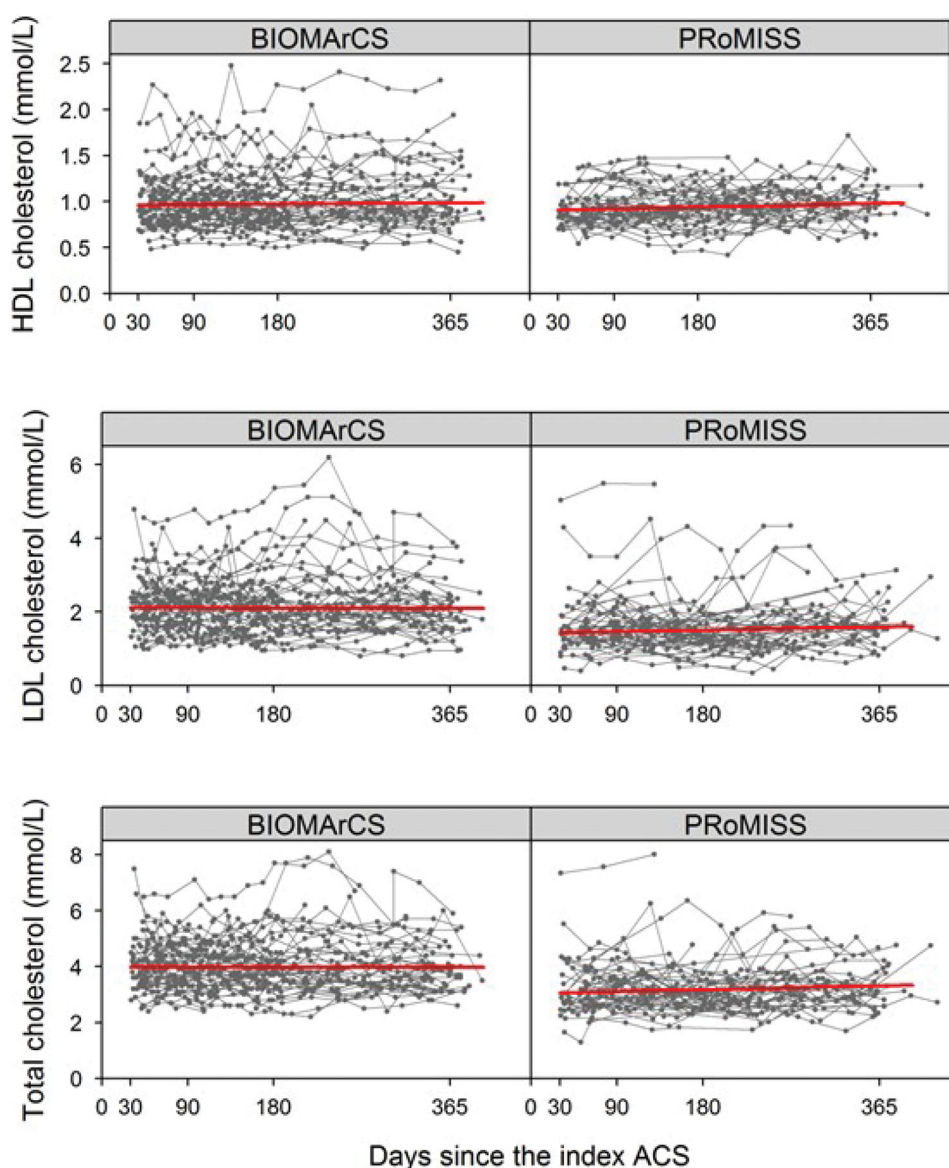 BIOMArCS PRoMISS
HDL cholesterol (mmol/L)
2.5
2.0
1.5
1.0
0.5
0.0
0 30 90 180 365 0 30 90 180 365
BIOMArCS PRoMISS
LDL cholesterol (mmol/L)
6
4
2
0
0 30 90 180 365 0 30 90 180 365
BIOMArCS PRoMISS
Total cholesterol (mmol/L)
8
6
4
2
0
0 30 90 180 365 0 30 90 180 365
Days since the index ACS